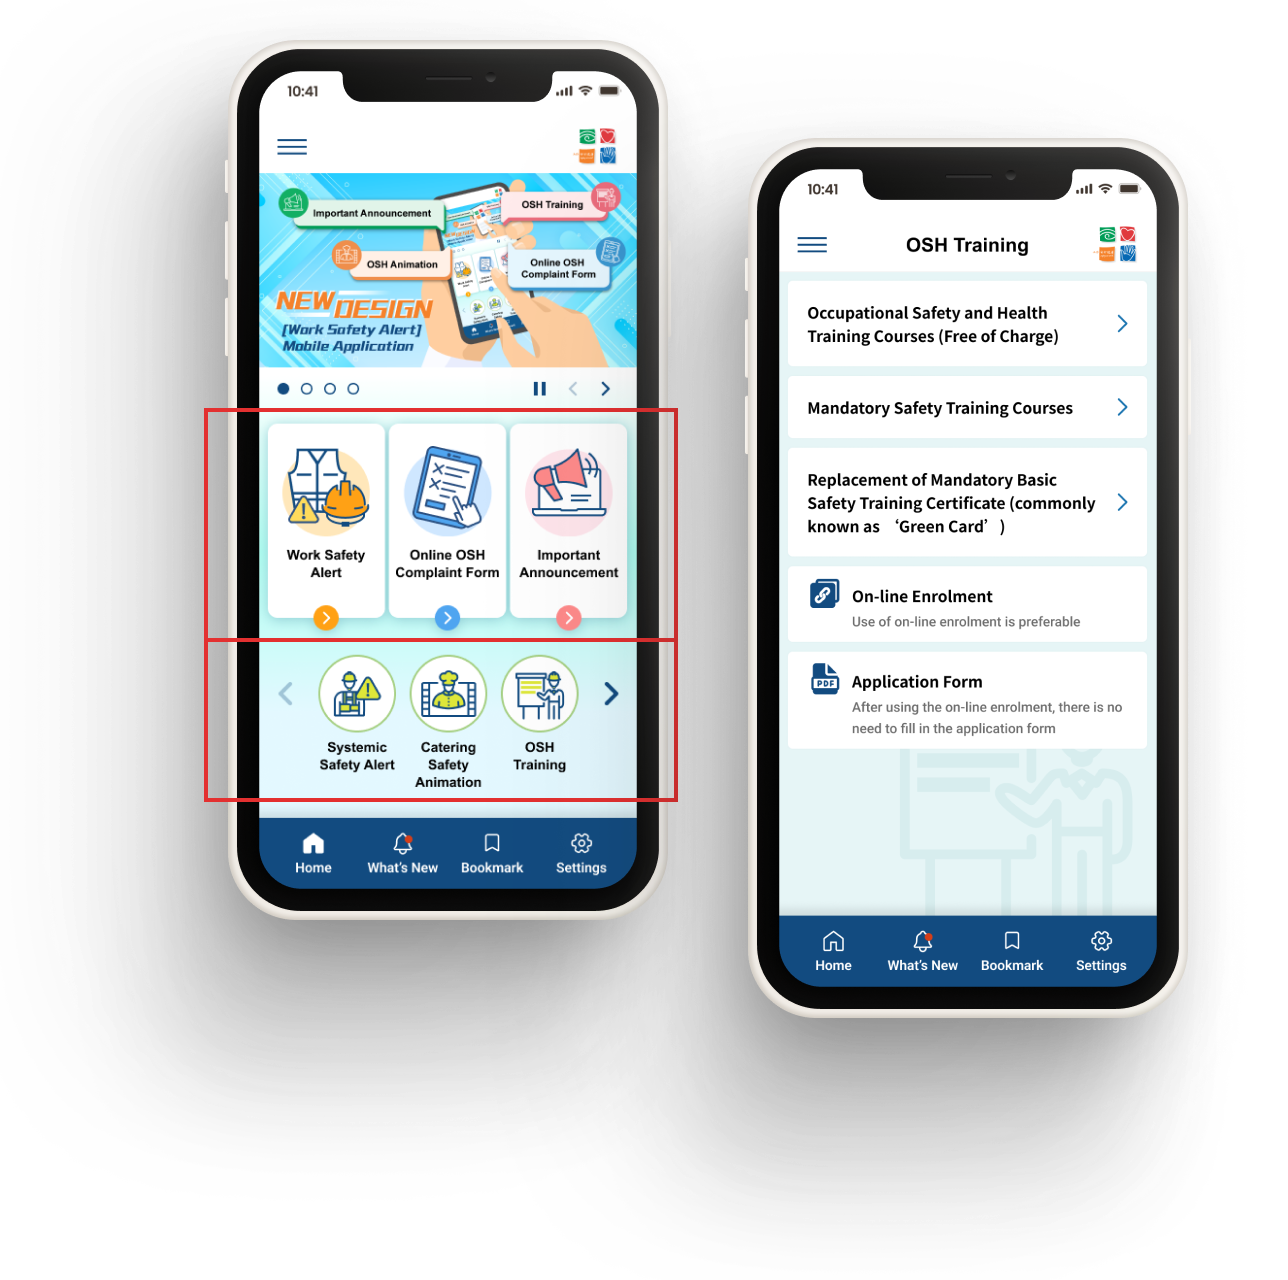 10:41
Important Announcement
OSH Training
OSH Animation
Online OSH
Complaint Form
NEW DESIGN
[Work Safety Alert]
Mobile Application
Work Safety
Alert
Online OSH
Complaint Form
Important
Announcement
Systemic
Safety Alert
Catering
Safety
Animation
OSH
Training
Home
What's New
Bookmark
Settings
10:41
OSH Training
Occupational Safety and Health
Training Courses (Free of Charge)
Mandatory Safety Training Courses
Replacement of Mandatory Basic
Safety Training Certificate (commonly
known as ‘Green Card’ )
On-line Enrolment
Use of on-line enrolment is preferable
PDF
Application Form
After using the on-line enrolment, there is no
need to fill in the application form
Home
What's New
Bookmark
Settings